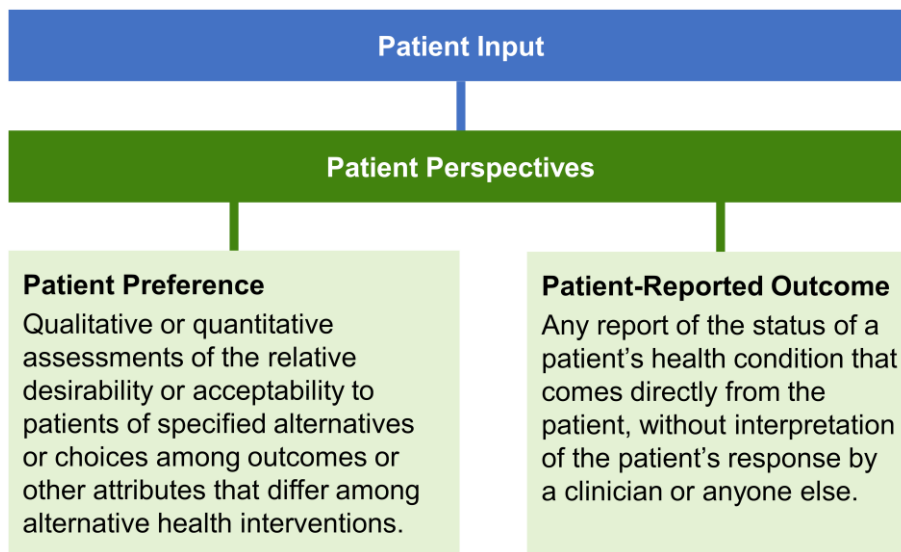 Patient Input
Patient Perspectives
Patient Preference
Qualitative or quantitative
assessments of the relative
desirability or acceptability to
patients of specified alternatives
or choices among outcomes or
other attributes that differ among
alternative health interventions.
Patient-Reported Outcome
Any report of the status of a
patient’s health condition that
comes directly from the
patient, without interpretation
of the patient’s response by
a clinician or anyone else.